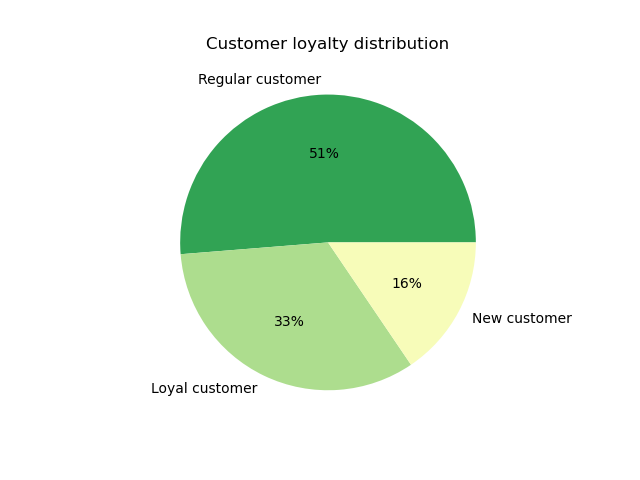 Customer loyalty distribution
Regular customer
51%
16%
33%
New customer
Loyal customer